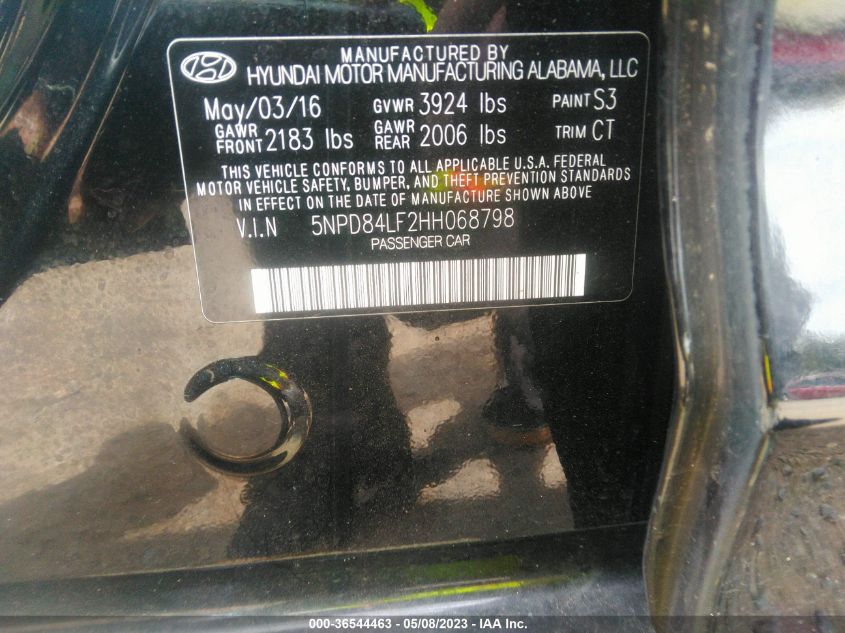 MANUFACTURED BY
HYUNDAI MOTOR MANUFACTURING ALABAMA, LLC
May/03/16 GVWR 3924 lbs PAINT S3
GAWR FRONT 2183 lbs GAWR REAR 2006 lbs TRIM CT
THIS VEHICLE CONFORMS TO ALL APPLICABLE U.S.A. FEDERAL
MOTOR VEHICLE SAFETY, BUMPER, AND THEFT PREVENTION STANDARDS
IN EFFECT ON THE DATE OF MANUFACTURE SHOWN ABOVE
V.I.N 5NPD84LF2HH068798
PASSENGER CAR
000-36544463 - 05/08/2023 - IAA Inc.